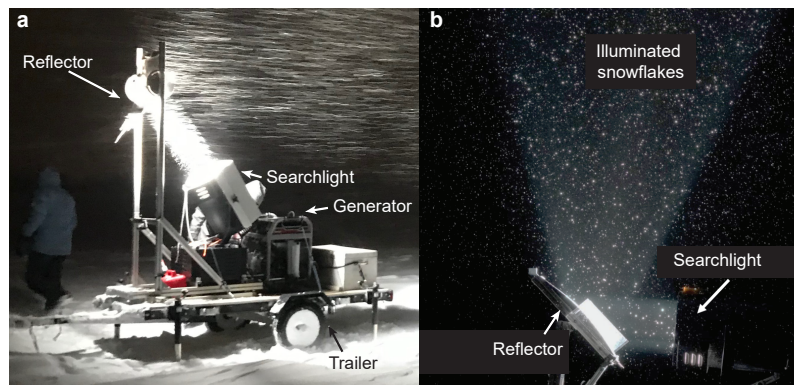 a
Reflector
Searchlight
Generator
Trailer
b
Illuminated
snowflakes
Searchlight
Reflector